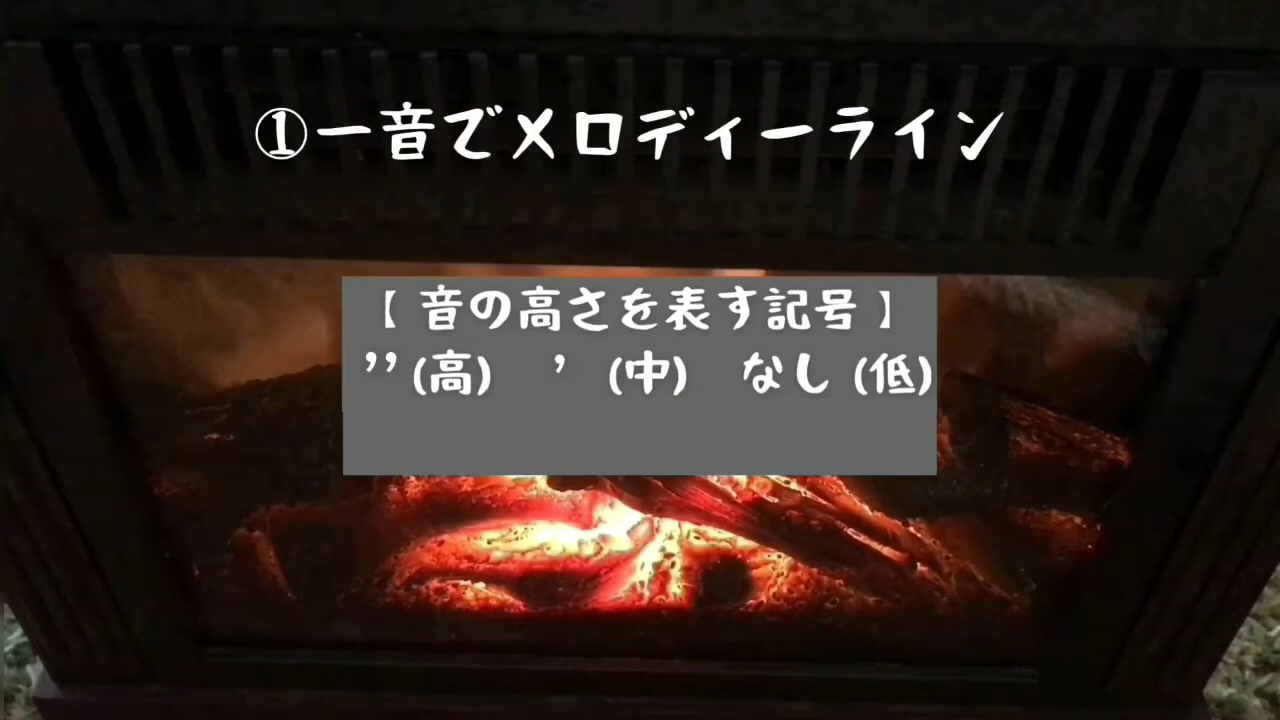 ①一音でメロディーライン
【 音の高さを表す記号 】
’’ (高)　’　(中)　なし (低)